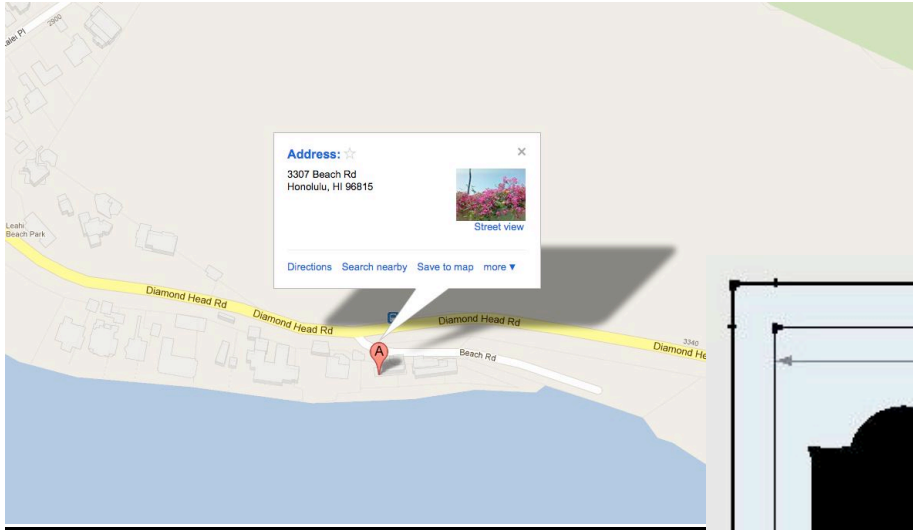 2900
Address:
3307 Beach Rd
Honolulu, HI 96815
Street view
Directions Search nearby Save to map more ▼
Leahi
Beach Park
Diamond Head Rd
Diamond Head Rd
Diamond Head Rd
3340
Diamond He
A
Beach Rd